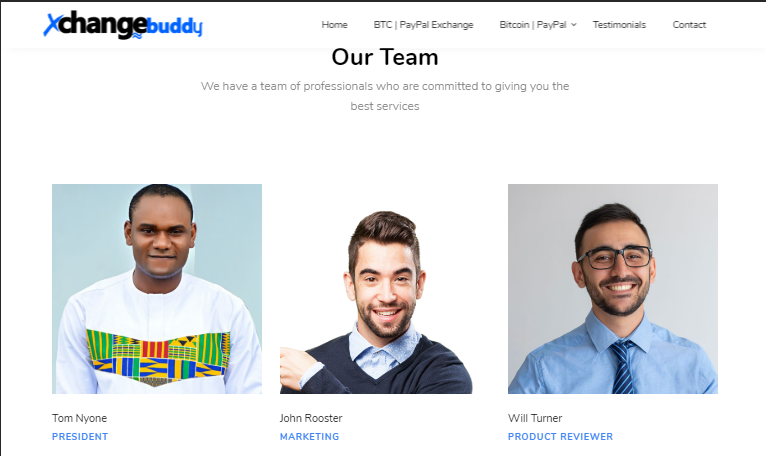 Xchangebuddy
Home BTC | PayPal Exchange Bitcoin | PayPal Testimonials Contact
Our Team
We have a team of professionals who are committed to giving you the
best services
Tom Nyone
PRESIDENT
John Rooster
MARKETING
Will Turner
PRODUCT REVIEWER